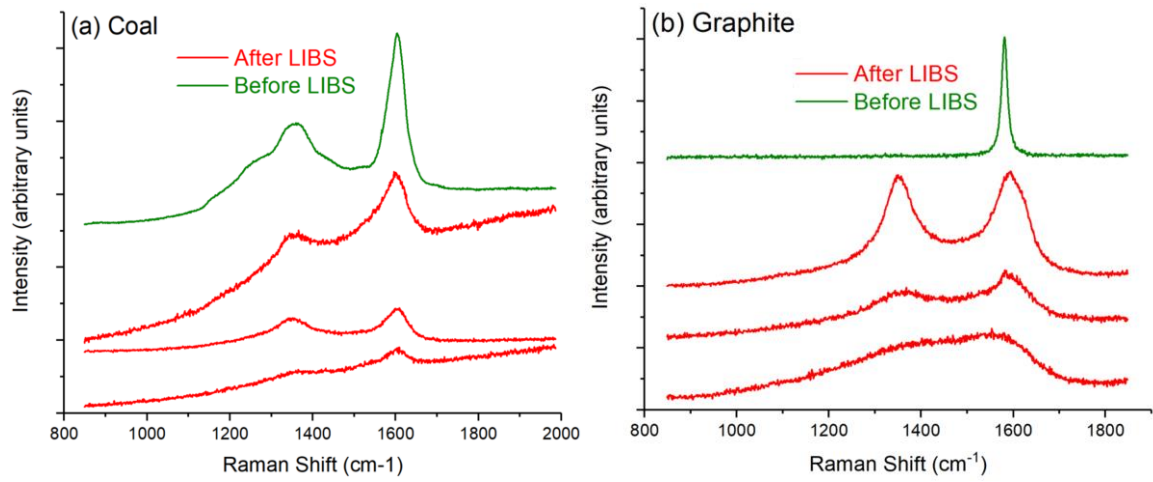 (a) Coal
After LIBS
Before LIBS
Intensity (arbitrary units)
800 1000 1200 1400 1600 1800 2000
Raman Shift (cm-1)
(b) Graphite
After LIBS
Before LIBS
Intensity (arbitrary units)
800 1000 1200 1400 1600 1800
Raman Shift (cm⁻¹)